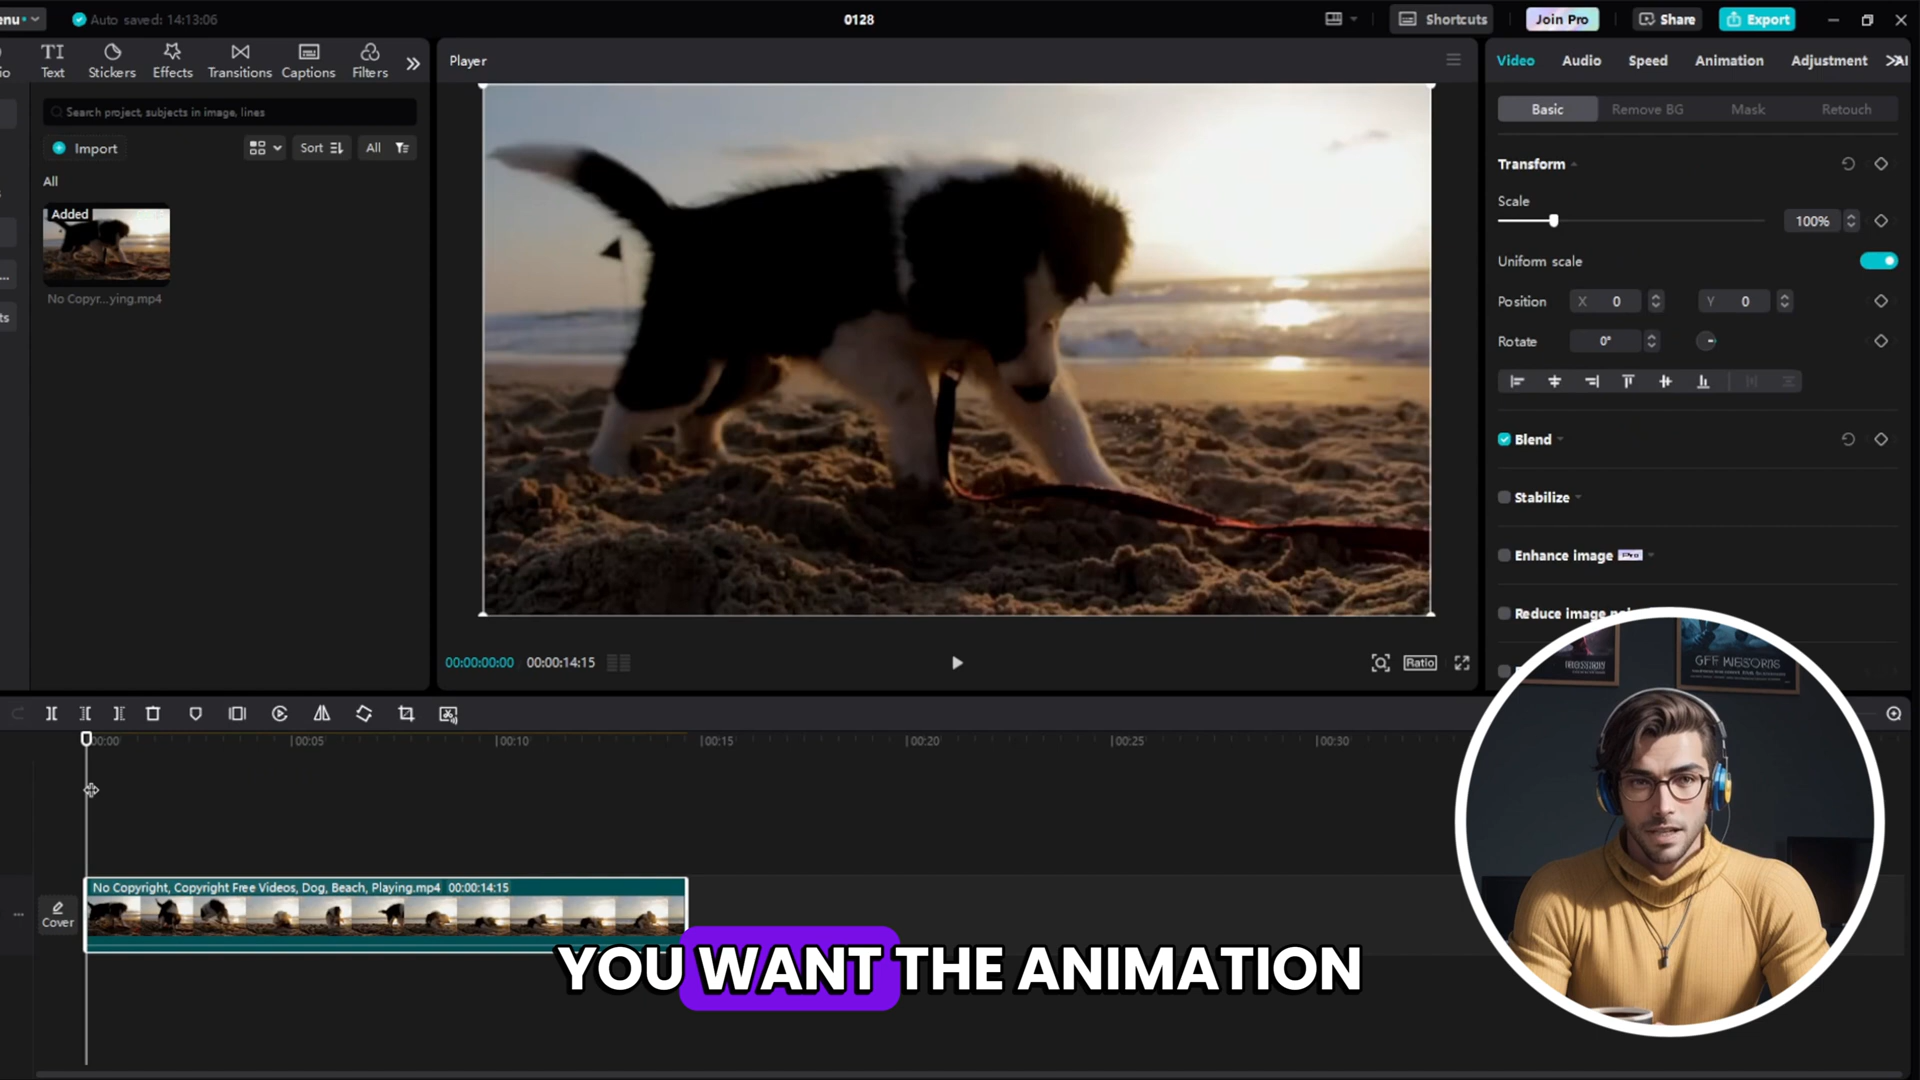 enu
Auto saved: 14:13:06
0128
Shortcuts
Join Pro
Share
Export
io
TI
Text
Stickers
Effects
Transitions
Captions
Filters
Player
Video
Audio
Speed
Animation
Adjustment
AI
Search project, subjects in image, lines
Basic
Remove BG
Mask
Retouch
Import
Sort
All
All
Transform
Added
Scale
100%
Uniform scale
...
No Copyr...ying.mp4
Position
X 0
Y 0
ts
Rotate
0°
Blend
Stabilize
Enhance image
Pro
Reduce image
00:00:00:00
00:00:14:15
Ratio
00:00
00:05
00:10
00:15
00:20
00:25
00:30
No Copyright, Copyright Free Videos, Dog, Beach, Playing.mp4 00:00:14:15
Cover
YOU WANT THE ANIMATION